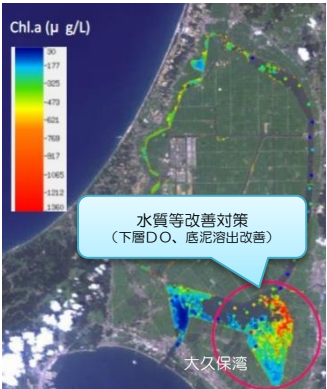 Chl.a (μ g/L)
30
-177
-325
-473
-621
-769
-917
-1065
-1212
1360
水質等改善対策
(下層DO、底泥溶出改善)
大久保湾